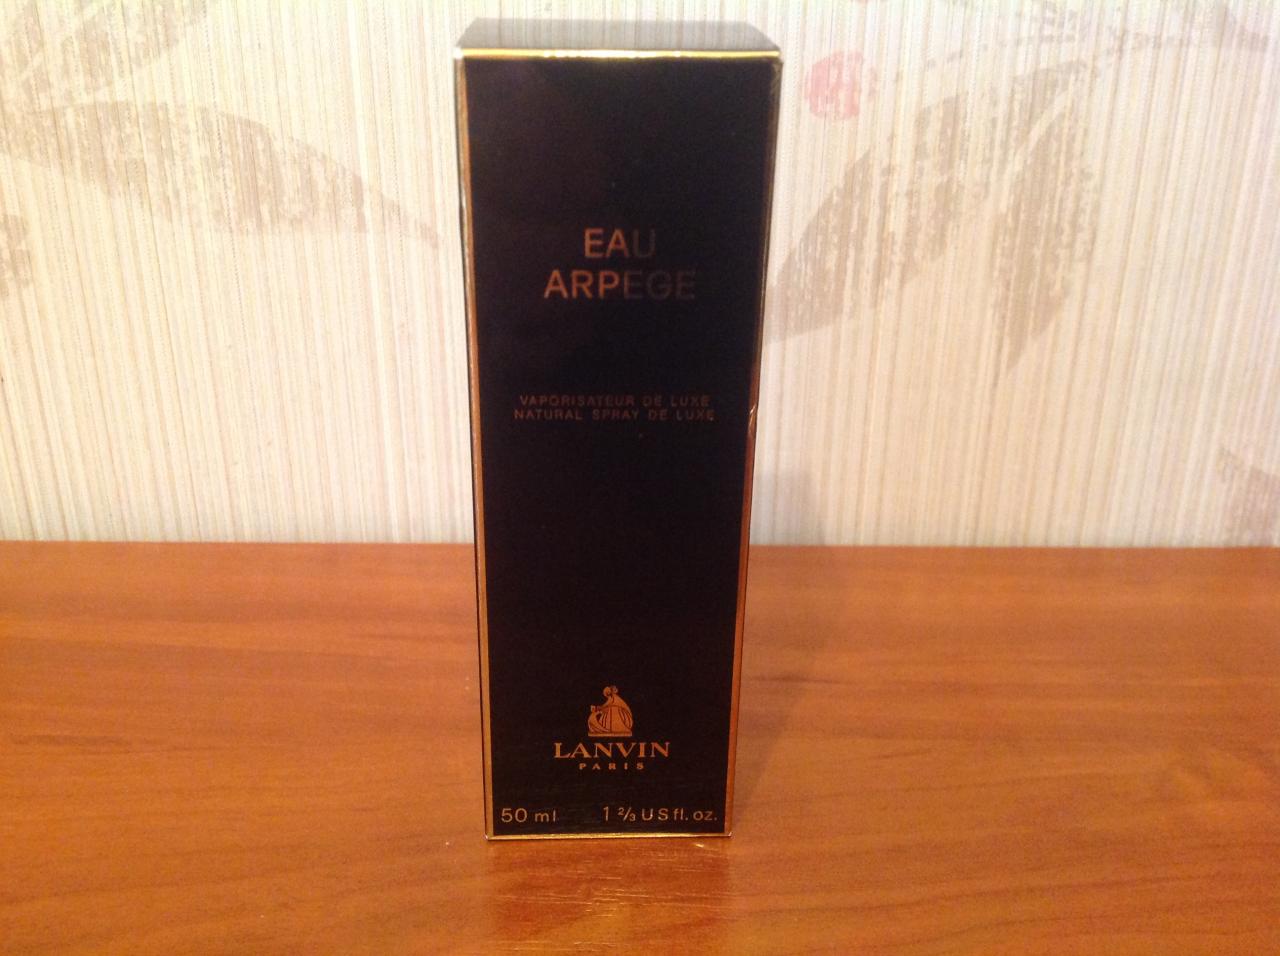 EAU
ARPEGE
VAPORISATEUR DE LUXE
NATURAL SPRAY DE LUXE
LANVIN
PARIS
50 ml 1 ⅔ US fl. oz.